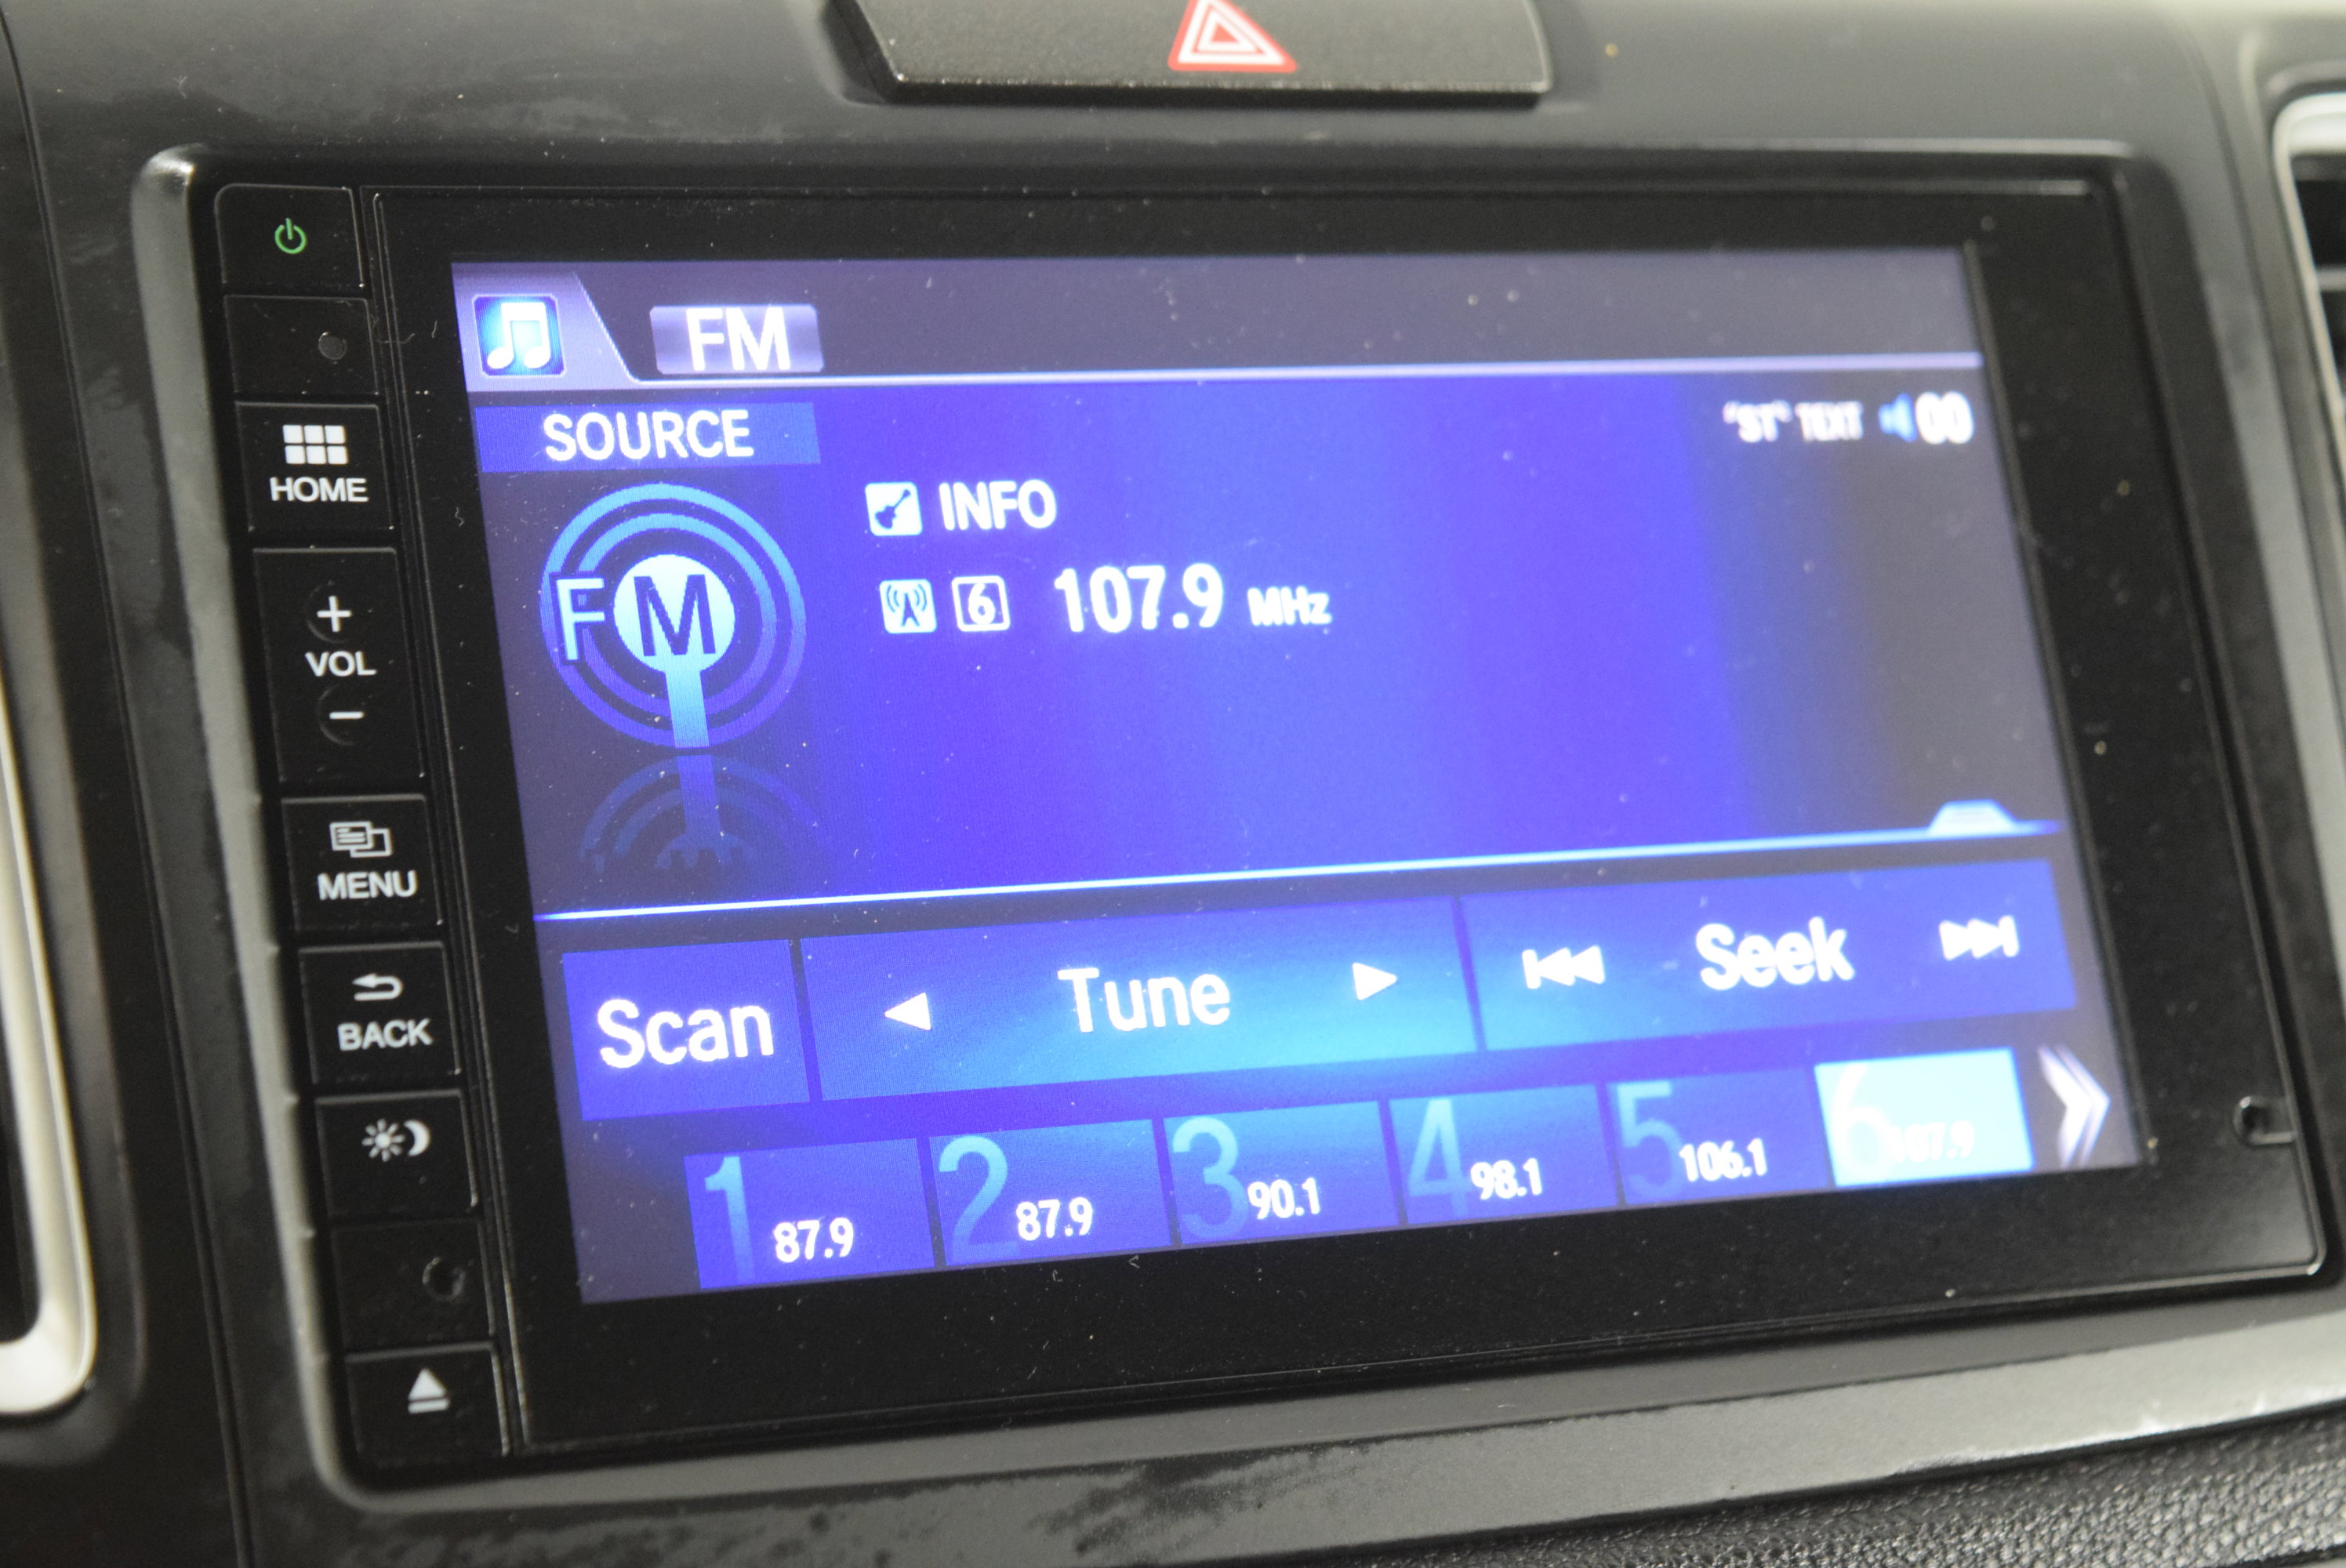 FM
SOURCE
"ST" TEXT 00
INFO
FM
6 107.9 MHz
HOME
+
VOL
-
MENU
BACK
Scan Tune Seek
1 87.9 2 87.9 3 90.1 4 98.1 5 106.1 6 107.9